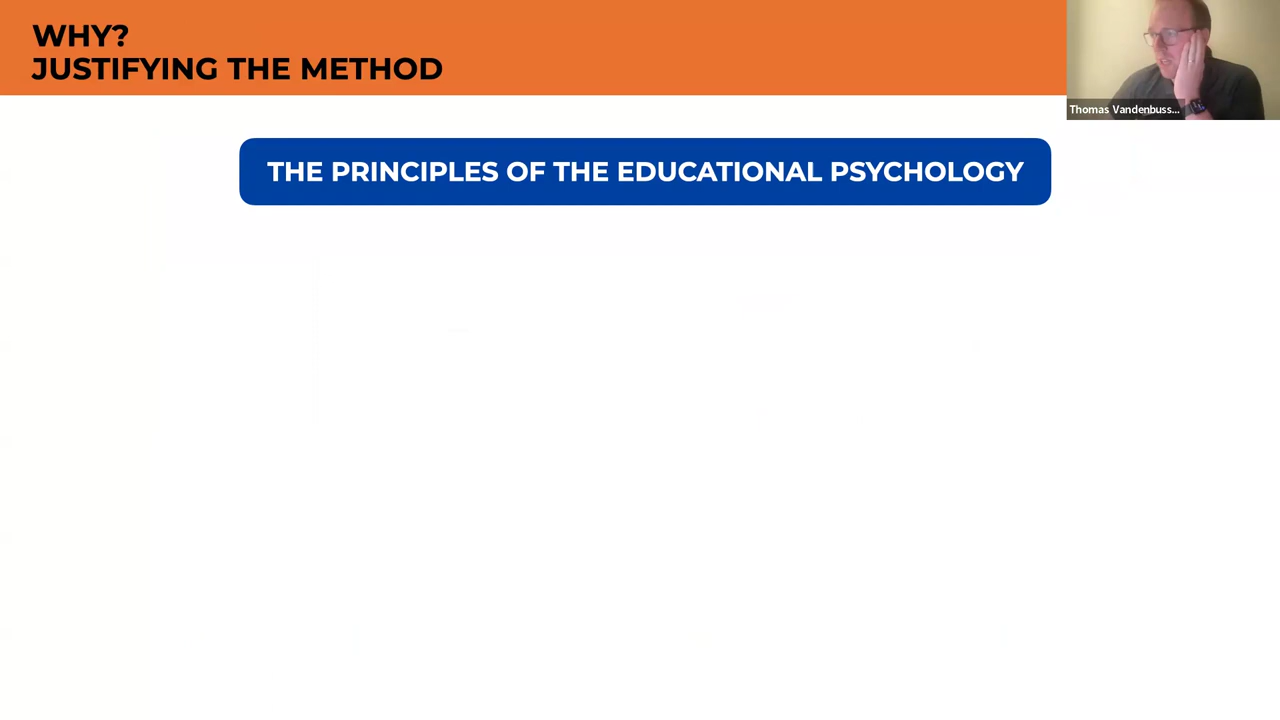 WHY?
JUSTIFYING THE METHOD
Thomas Vandenbuss...
THE PRINCIPLES OF THE EDUCATIONAL PSYCHOLOGY